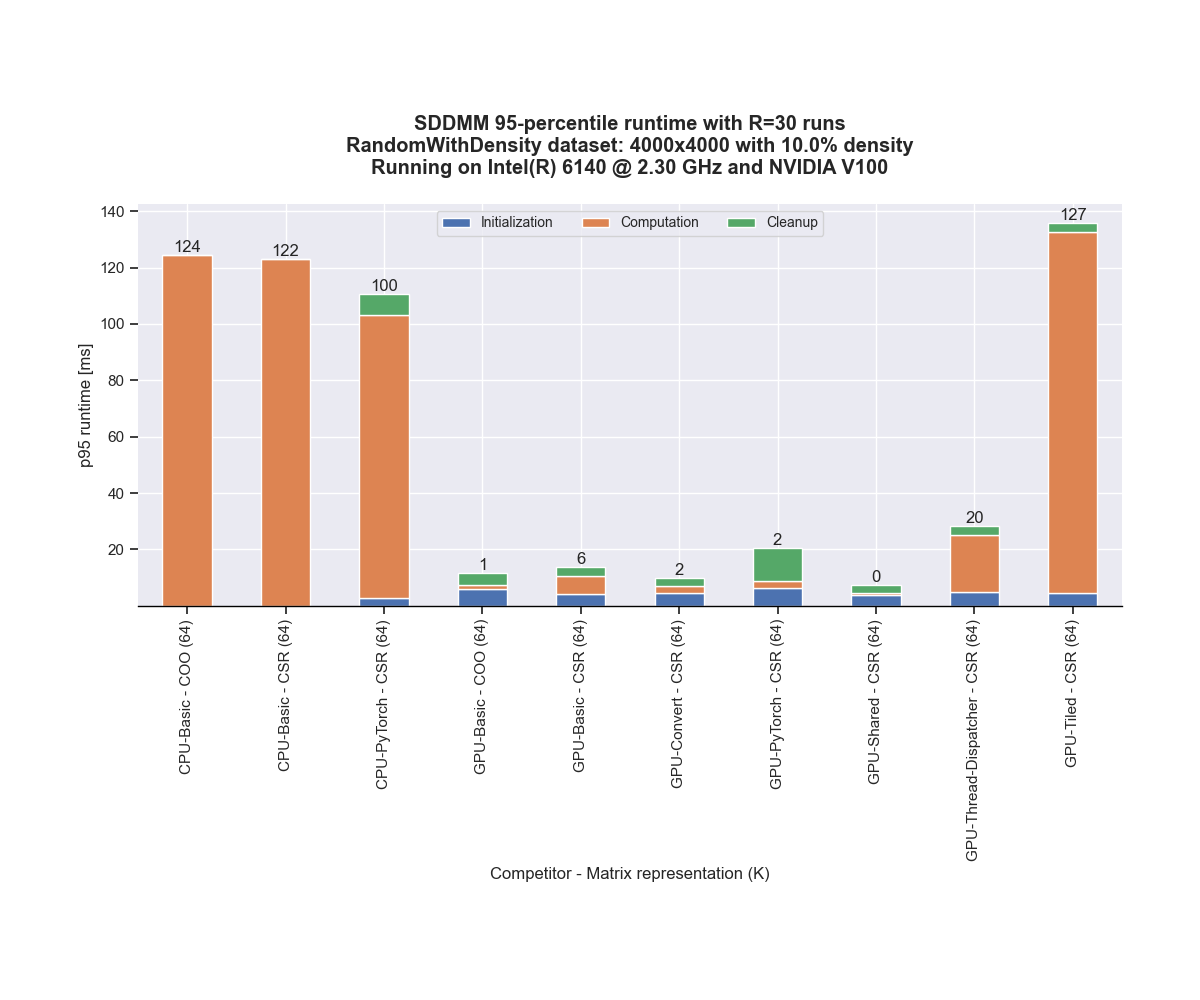 SDDMM 95-percentile runtime with R=30 runs
RandomWithDensity dataset: 4000x4000 with 10.0% density
Running on Intel(R) 6140 @ 2.30 GHz and NVIDIA V100
Initialization
Computation
Cleanup
p95 runtime [ms]
140
120
100
80
60
40
20
124
122
100
1
6
2
2
0
20
127
CPU-Basic - COO (64)
CPU-Basic - CSR (64)
CPU-PyTorch - CSR (64)
GPU-Basic - COO (64)
GPU-Basic - CSR (64)
GPU-Convert - CSR (64)
GPU-PyTorch - CSR (64)
GPU-Shared - CSR (64)
GPU-Thread-Dispatcher - CSR (64)
GPU-Tiled - CSR (64)
Competitor - Matrix representation (K)